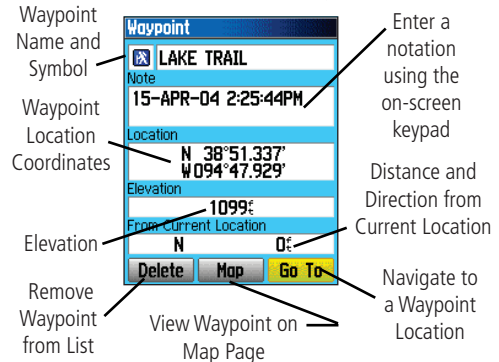 Waypoint
Name and
Symbol
Waypoint
Location
Coordinates
Elevation
Remove
Waypoint
from List
Waypoint
LAKE TRAIL
Note
15-APR-04 2:25:44PM
Location
N 38°51.337'
W094°47.929'
Elevation
1099ft
From Current Location
N 0ft
Delete Map Go To
View Waypoint on
Map Page
Enter a
notation
using the
on-screen
keypad
Distance and
Direction from
Current Location
Navigate to
a Waypoint
Location